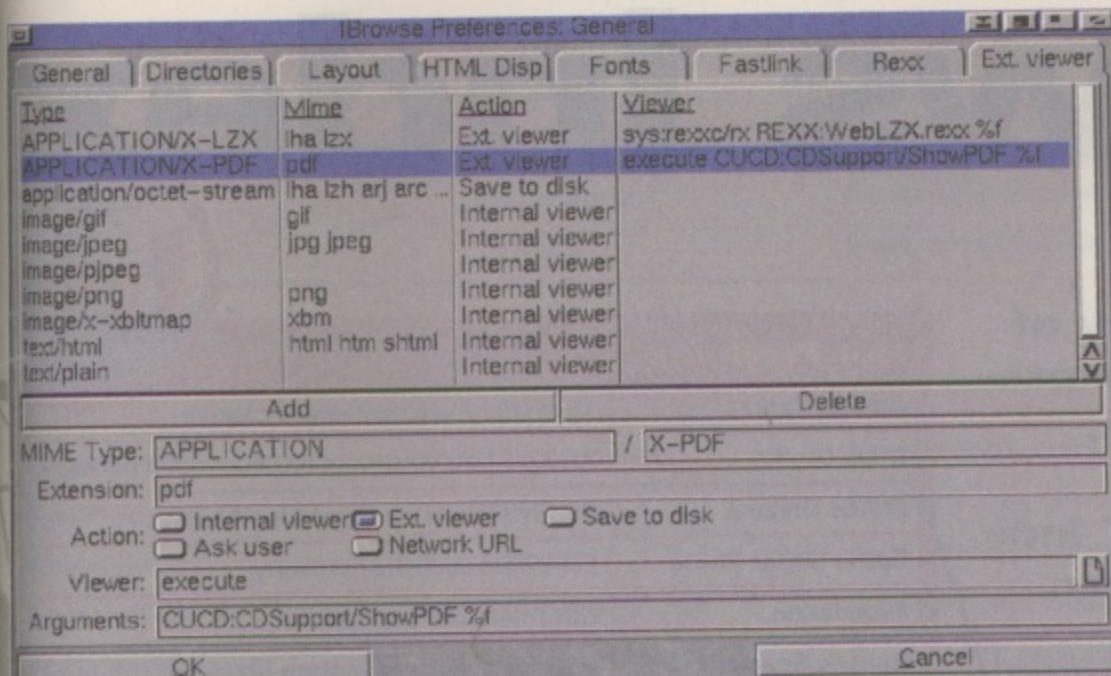 IBrowse Preferences: General
General Directories Layout HTML Disp Fonts Fastlink Rexx Ext. viewer
Type Mime Action Viewer
APPLICATION/X-LZX lha lzx Ext. viewer sys:rexxc/rx REXX:WebLZX.rexx %f
APPLICATION/X-PDF pdf Ext. viewer execute CUCD:CDSupport/ShowPDF %f
application/octet-stream lha lzh arj arc ... Save to disk
image/gif gif Internal viewer
image/jpeg jpg jpeg Internal viewer
image/pjpeg Internal viewer
image/png png Internal viewer
image/x-xbitmap xbm Internal viewer
text/html html htm shtml Internal viewer
text/plain Internal viewer
Add Delete
MIME Type: APPLICATION / X-PDF
Extension: pdf
Action: Internal viewer Ext. viewer Save to disk
Ask user Network URL
Viewer: execute
Arguments: CUCD:CDSupport/ShowPDF %f
OK Cancel